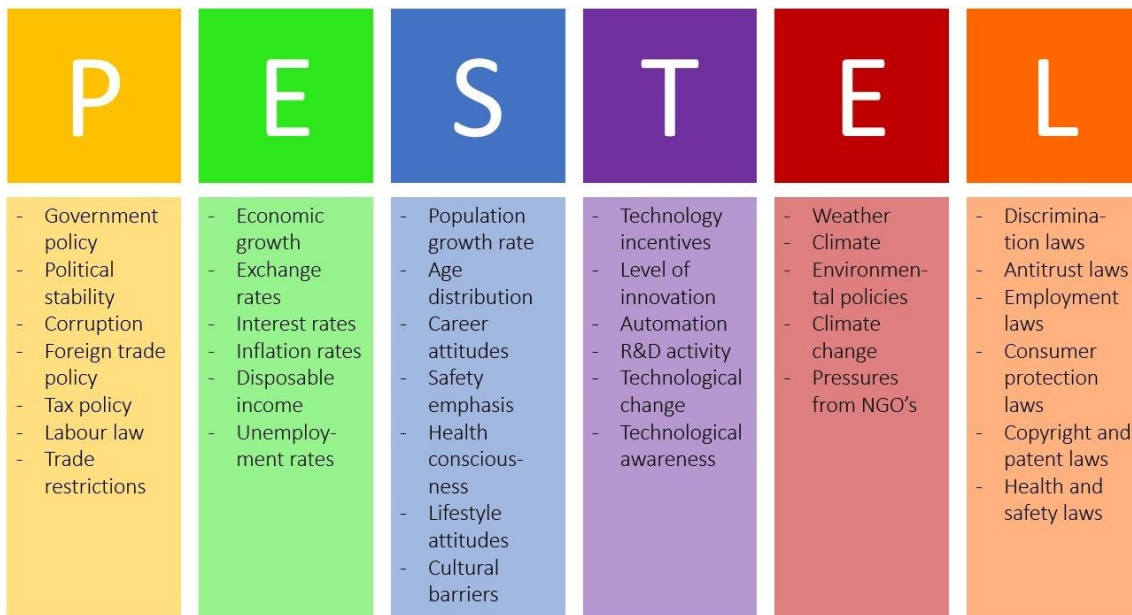 P
E
S
T
E
L
- Government
policy
- Political
stability
- Corruption
- Foreign trade
policy
- Tax policy
- Labour law
- Trade
restrictions
- Economic
growth
- Exchange
rates
- Interest rates
- Inflation rates
- Disposable
income
- Unemploy-
ment rates
- Population
growth rate
- Age
distribution
- Career
attitudes
- Safety
emphasis
- Health
conscious-
ness
- Lifestyle
attitudes
- Cultural
barriers
- Technology
incentives
- Level of
innovation
- Automation
- R&D activity
- Technological
change
- Technological
awareness
- Weather
- Climate
- Environmen-
tal policies
- Climate
change
- Pressures
from NGO's
- Discrimina-
tion laws
- Antitrust laws
- Employment
laws
- Consumer
protection
laws
- Copyright and
patent laws
- Health and
safety laws